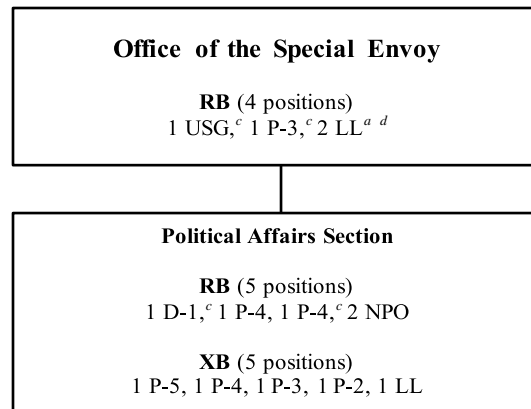 Office of the Special Envoy
RB (4 positions)
1 USG,ᶜ 1 P-3,ᶜ 2 LLᵃ ᵈ
Political Affairs Section
RB (5 positions)
1 D-1,ᶜ 1 P-4, 1 P-4,ᶜ 2 NPO
XB (5 positions)
1 P-5, 1 P-4, 1 P-3, 1 P-2, 1 LL